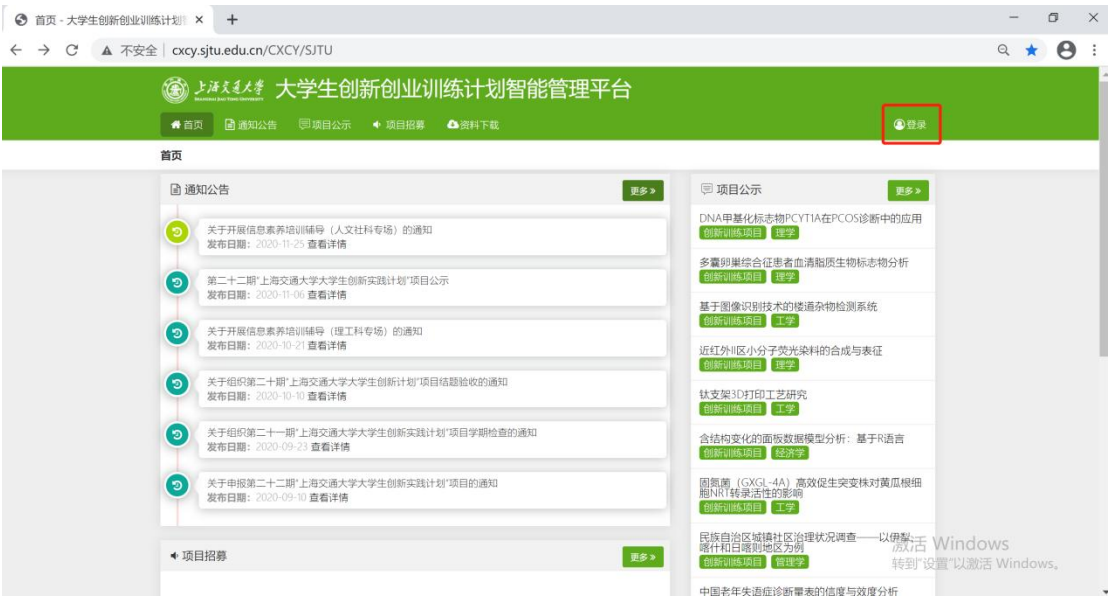 首页 - 大学生创新创业训练计划
不安全 | cxcy.sjtu.edu.cn/CXCY/SJTU
上海交通大学 大学生创新创业训练计划智能管理平台
首页 通知公告 项目公示 项目招募 资料下载 登录
首页
通知公告 更多 »
关于开展信息素养培训辅导（人文社科专场）的通知
发布日期：2020-11-25 查看详情
第二十二期"上海交通大学大学生创新实践计划"项目公示
发布日期：2020-11-06 查看详情
关于开展信息素养培训辅导（理工科专场）的通知
发布日期：2020-10-21 查看详情
关于组织第二十期"上海交通大学大学生创新计划"项目结题验收的通知
发布日期：2020-10-10 查看详情
关于组织第二十一期"上海交通大学大学生创新实践计划"项目学期检查的通知
发布日期：2020-09-23 查看详情
关于申报第二十二期"上海交通大学大学生创新实践计划"项目的通知
发布日期：2020-09-10 查看详情
项目招募 更多 »
项目公示 更多 »
DNA甲基化标志物PCYT1A在PCOS诊断中的应用
创新训练项目 理学
多囊卵巢综合征患者血清脂质生物标志物分析
创新训练项目 理学
基于图像识别技术的楼道杂物检测系统
创新训练项目 工学
近红外II区小分子荧光染料的合成与表征
创新训练项目 理学
钛支架3D打印工艺研究
创新训练项目 工学
含结构变化的面板数据模型分析：基于R语言
创新训练项目 经济学
固氮菌（GXGL-4A）高效促生突变株对黄瓜根细
胞NRT转录活性的影响
创新训练项目 工学
民族自治区城镇社区治理状况调查——以伊犁、
喀什和日喀则地区为例
创新训练项目 管理学
中国老年失语症诊断量表的信度与效度分析
激活 Windows
转到"设置"以激活 Windows。